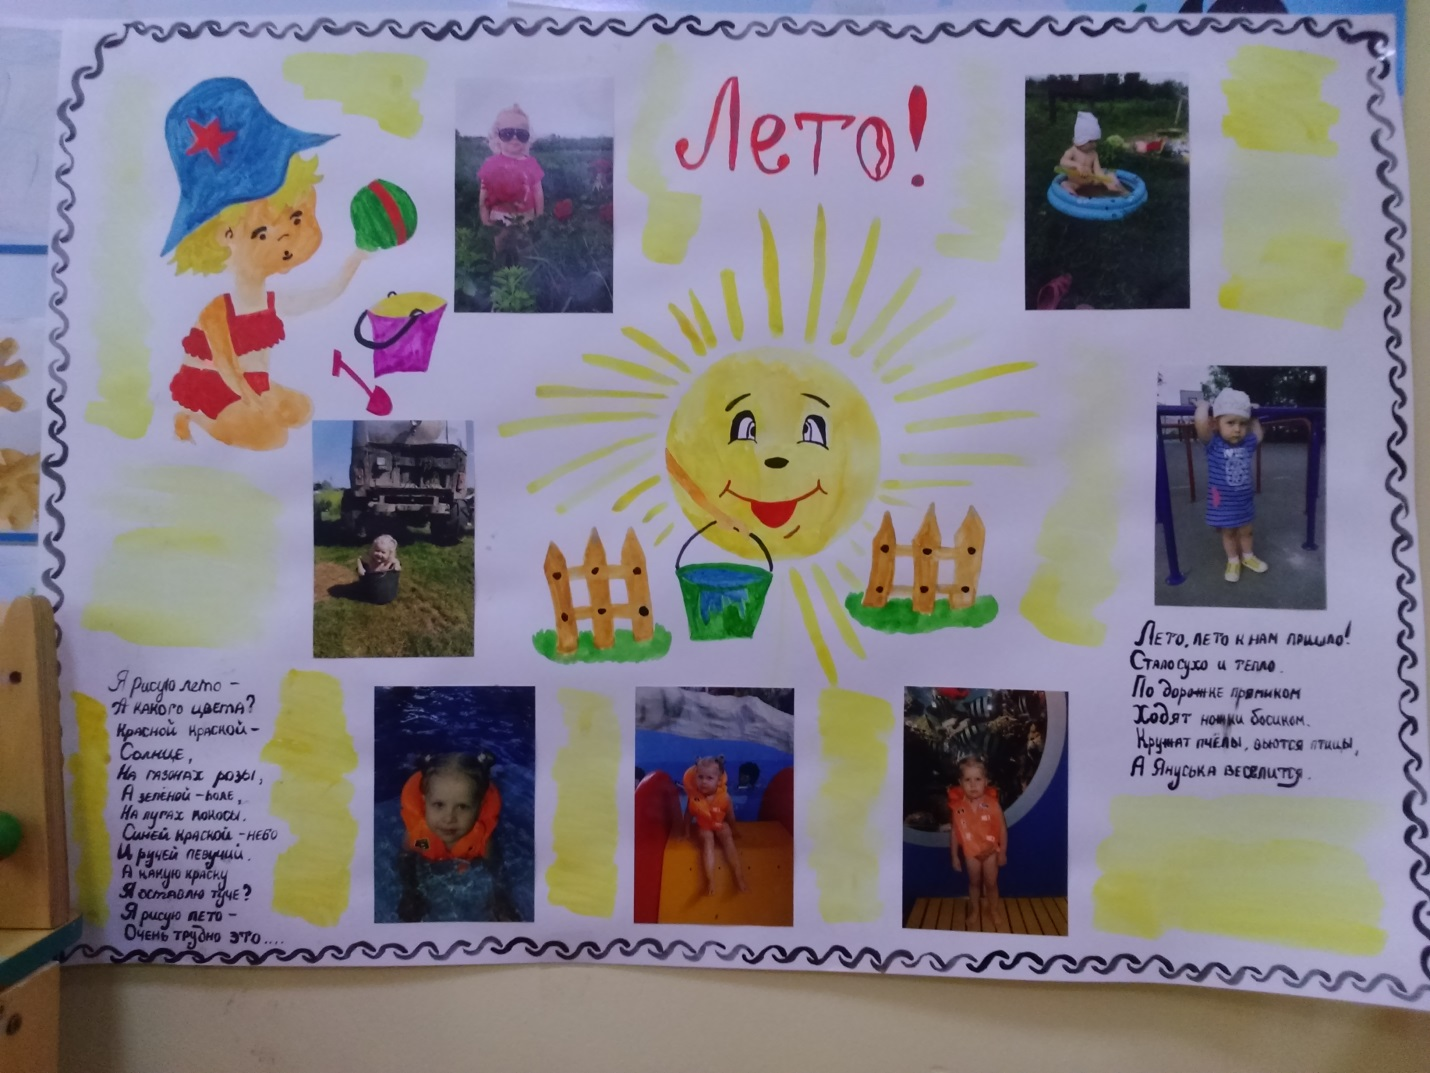 Лето!
Я рисую лето –
А какого цвета?
Красной краской –
Солнце,
На газонах розы,
А зелёной – поле,
На лугах покосы.
Синей краской – небо
И ручей певучий.
А какую краску
Я оставлю туче?
Я рисую лето –
Очень трудно это....
Лето, лето к нам пришло!
Стало сухо и тепло.
По дорожке прямиком
Ходят ножки босиком.
Кружат пчёлы, вьются птицы,
А Януська веселится.